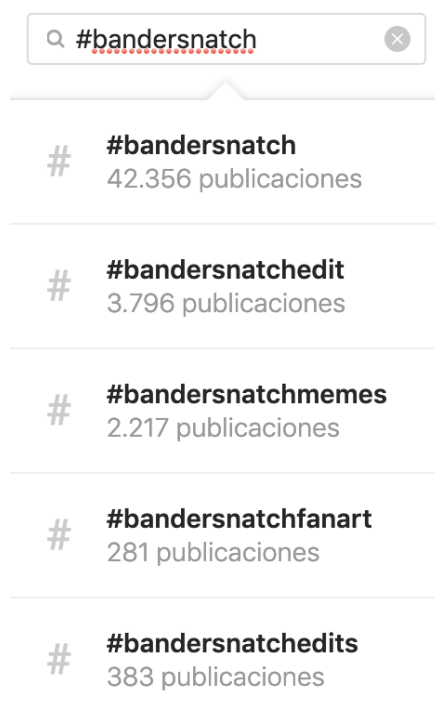 #bandersnatch
#bandersnatch
42.356 publicaciones
#bandersnatchedit
3.796 publicaciones
#bandersnatchmemes
2.217 publicaciones
#bandersnatchfanart
281 publicaciones
#bandersnatchedits
383 publicaciones